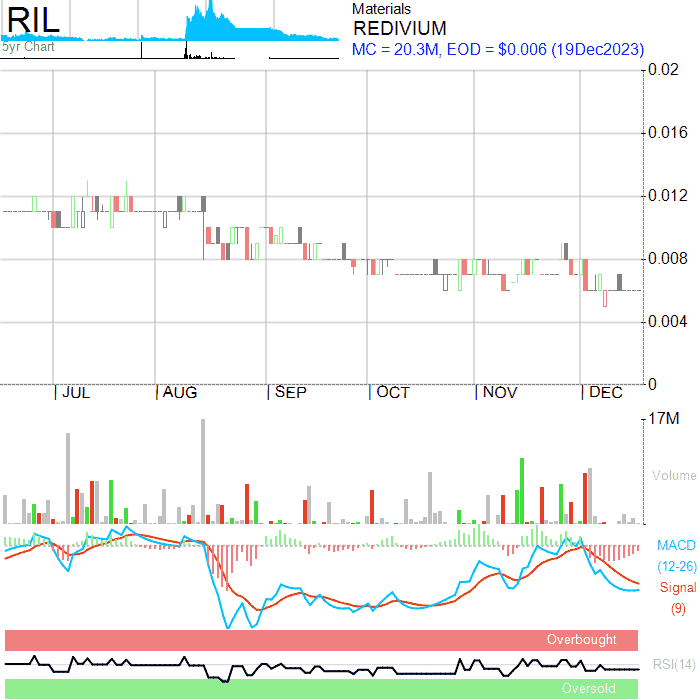 RIL
5yr Chart
Materials
REDIVIUM
MC = 20.3M, EOD = $0.006 (19Dec2023)
0.02
0.016
0.012
0.008
0.004
0
JUL AUG SEP OCT NOV DEC
17M
Volume
MACD
(12-26)
Signal
(9)
Overbought
RSI(14)
Oversold